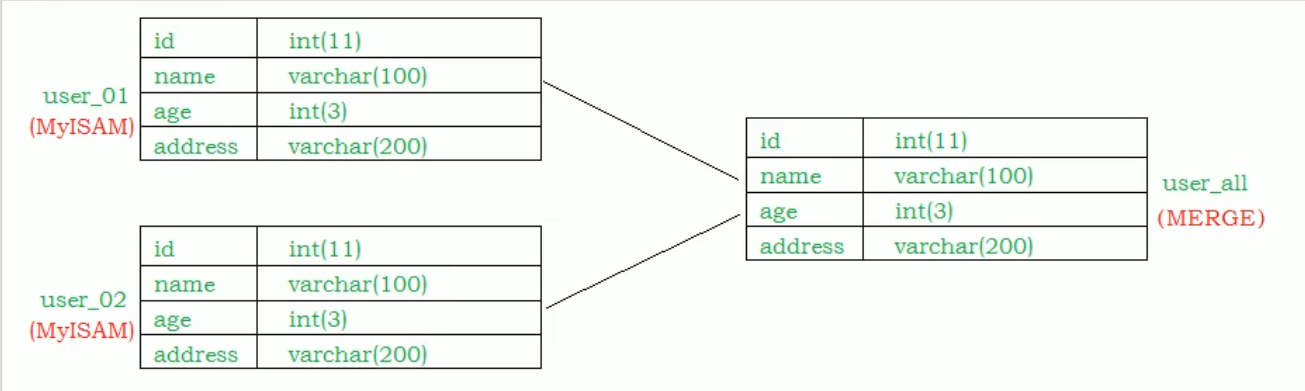 user_01
(MyISAM)
id int(11)
name varchar(100)
age int(3)
address varchar(200)
user_02
(MyISAM)
id int(11)
name varchar(100)
age int(3)
address varchar(200)
id int(11)
name varchar(100)
age int(3)
address varchar(200)
user_all
(MERGE)